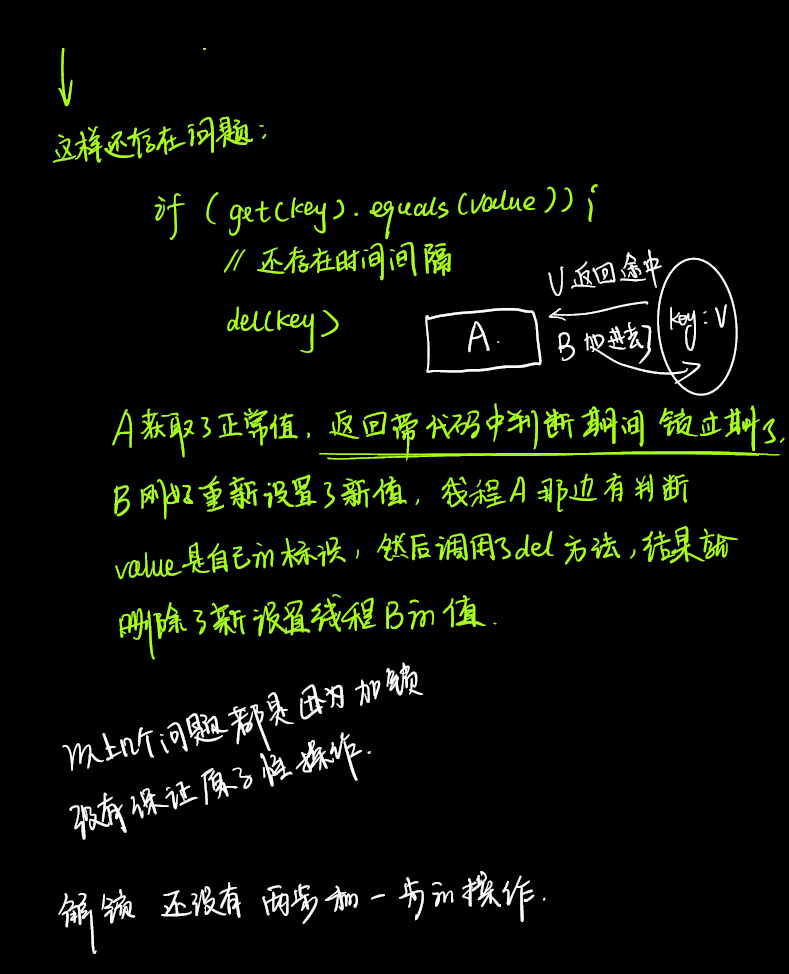 这样还存在问题：
if (get(key).equals(value)){
// 还存在时间间隔
del(key)
V 返回途中
key: V
A.
B 加进去了
A获取了正常值，返回带代码中判断期间 锁过期了.
B刚好重新设置了新值，线程A那边有判断
value是自己的标识，然后调用了del方法，结果就
删除了新设置线程B的值.
以上几个问题都是因为加锁
没有保证原子性操作.
解锁 还没有 两步和一步的操作.